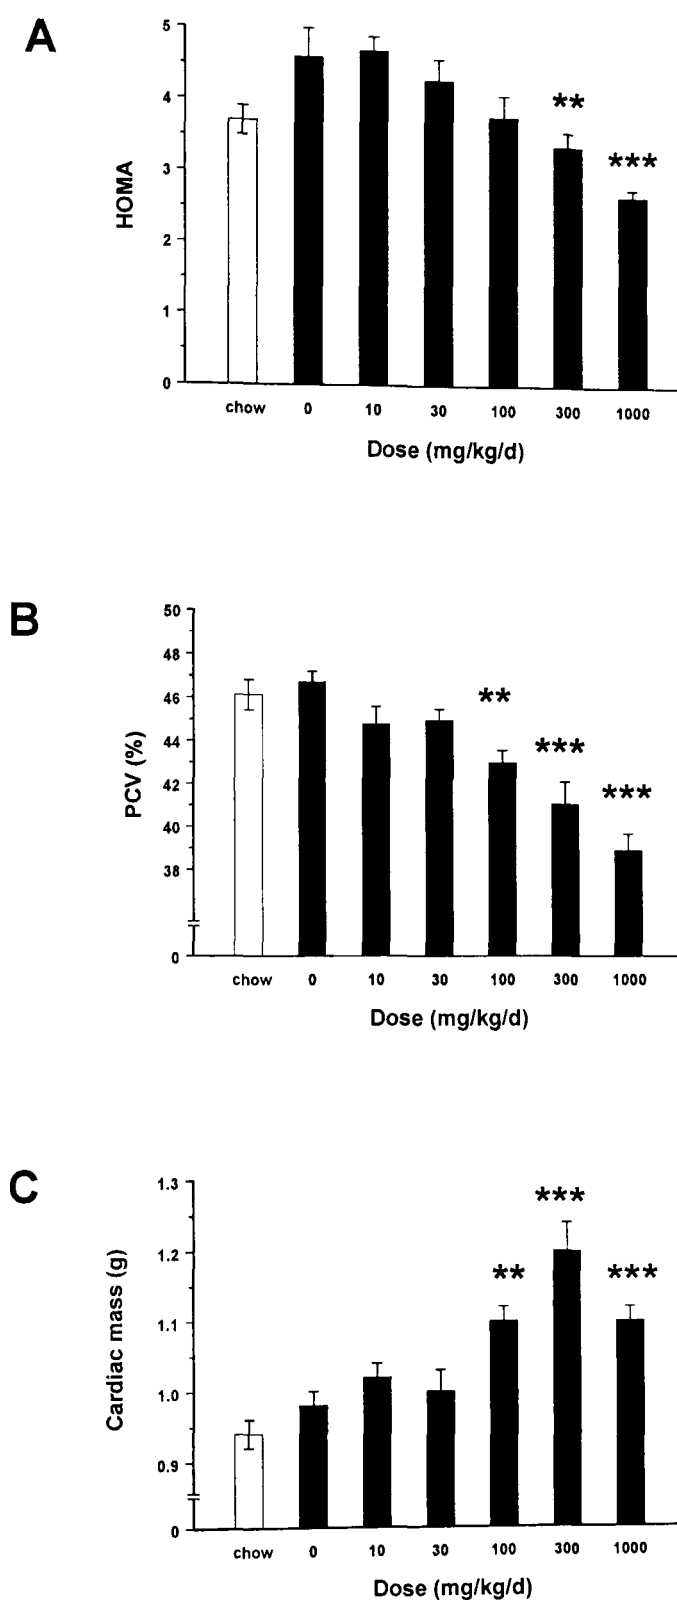 A
HOMA
5
4
3
2
1
0
**
***
chow 0 10 30 100 300 1000
Dose (mg/kg/d)
B
PCV (%)
50
48
46
44
42
40
38
0
**
***
***
chow 0 10 30 100 300 1000
Dose (mg/kg/d)
C
Cardiac mass (g)
1.3
1.2
1.1
1.0
0.9
0
***
**
***
chow 0 10 30 100 300 1000
Dose (mg/kg/d)